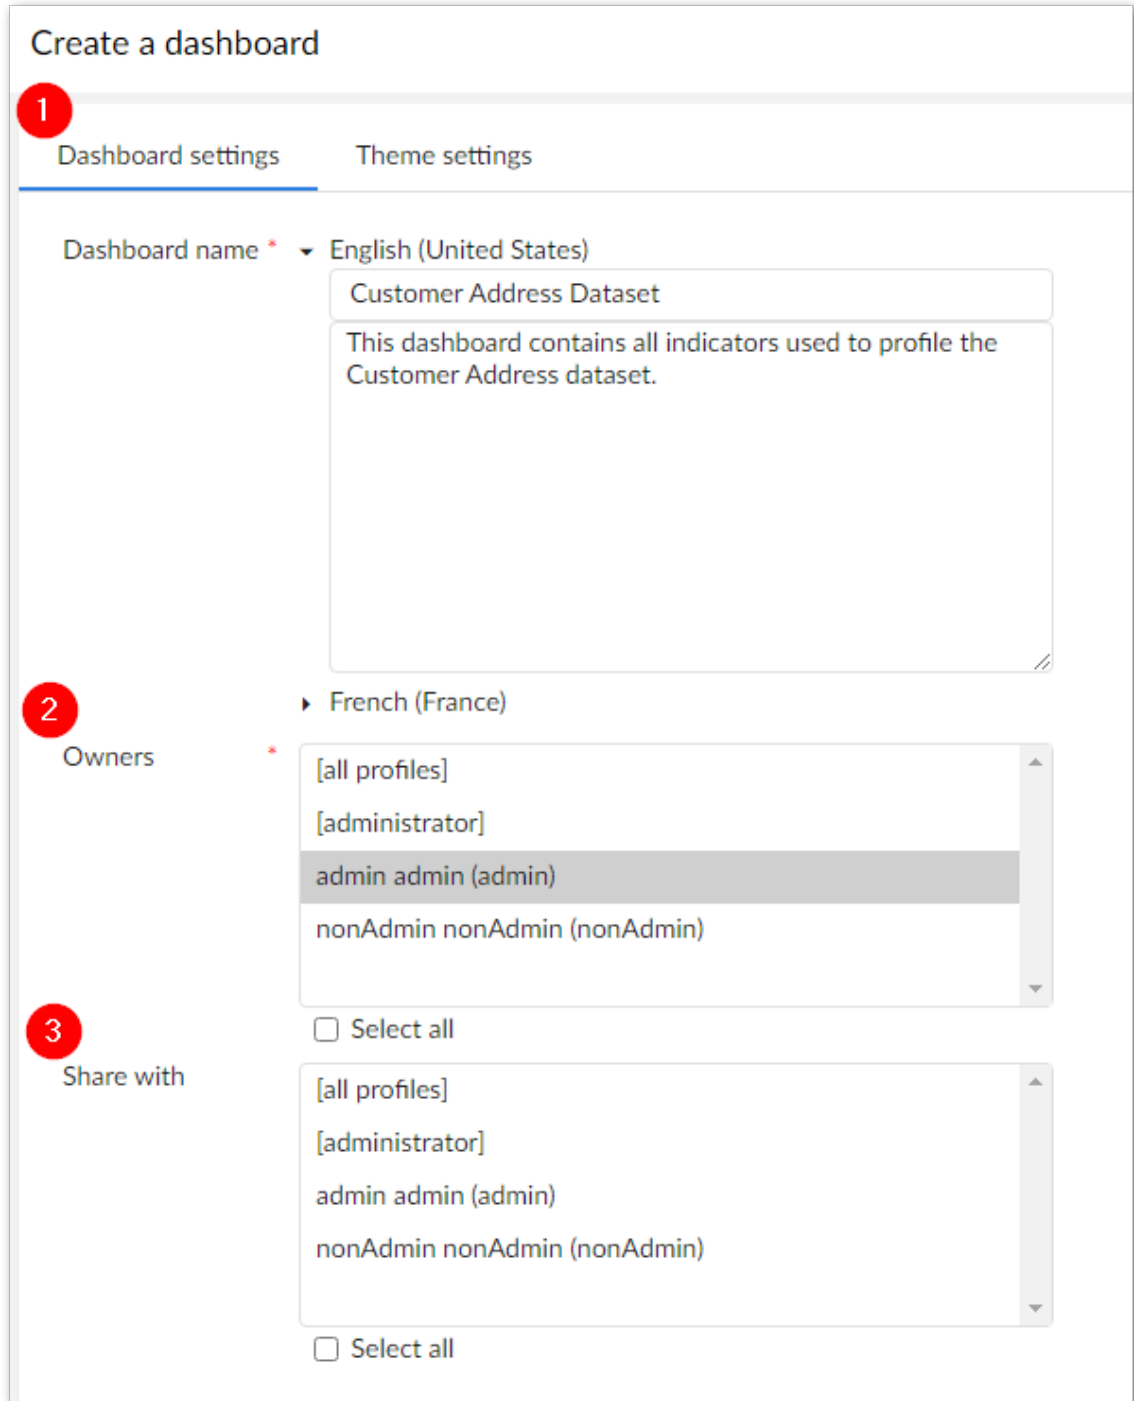 Create a dashboard
1
Dashboard settings Theme settings
Dashboard name * English (United States)
Customer Address Dataset
This dashboard contains all indicators used to profile the
Customer Address dataset.
French (France)
2
Owners *
[all profiles]
[administrator]
admin admin (admin)
nonAdmin nonAdmin (nonAdmin)
Select all
3
Share with
[all profiles]
[administrator]
admin admin (admin)
nonAdmin nonAdmin (nonAdmin)
Select all